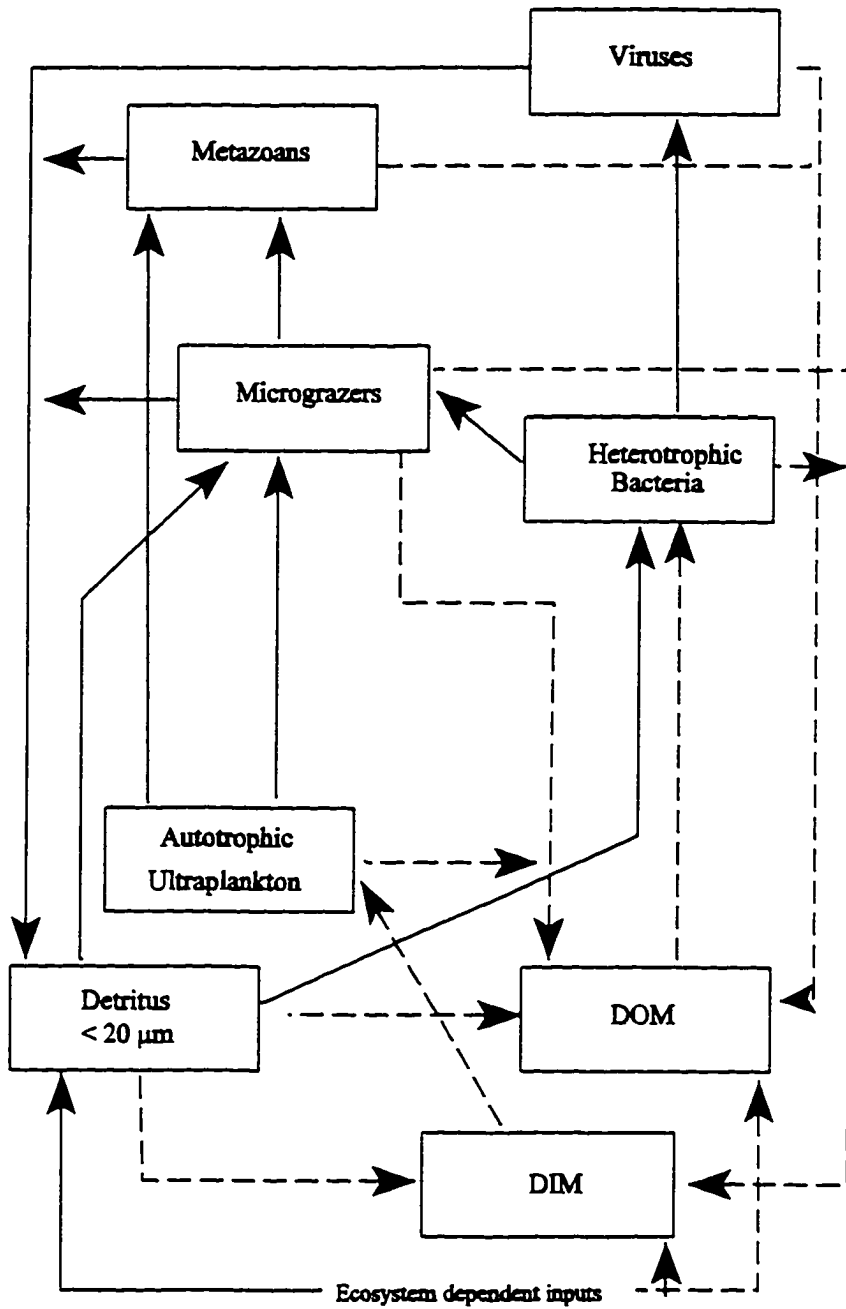 Viruses
Metazoans
Micrograzers
Heterotrophic
Bacteria
Autotrophic
Ultraplankton
Detritus
< 20 μm
DOM
DIM
Ecosystem dependent inputs